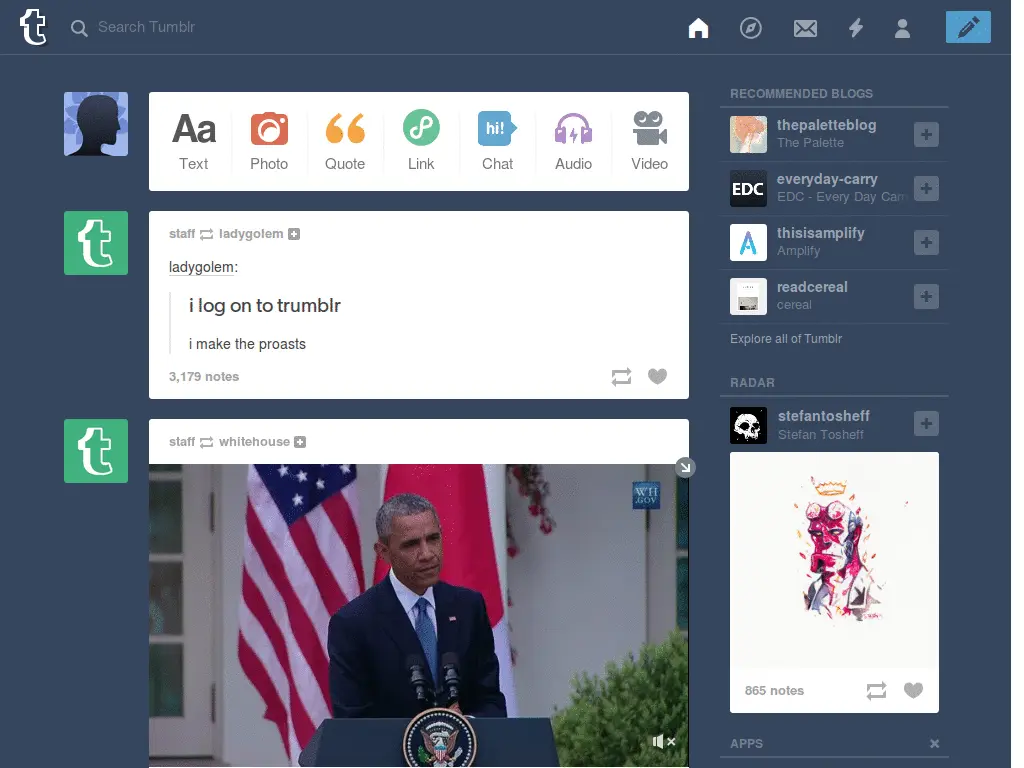 t
Search Tumblr
Aa
hi!
Text
Photo
Quote
Link
Chat
Audio
Video
t
staff ladygolem
ladygolem:
i log on to trumblr
i make the proasts
3,179 notes
t
staff whitehouse
WH
.GOV
RECOMMENDED BLOGS
thepaletteblog
The Palette
EDC
everyday-carry
EDC - Every Day Carr
A
thisisamplify
Amplify
readcereal
cereal
Explore all of Tumblr
RADAR
stefantosheff
Stefan Tosheff
865 notes
APPS